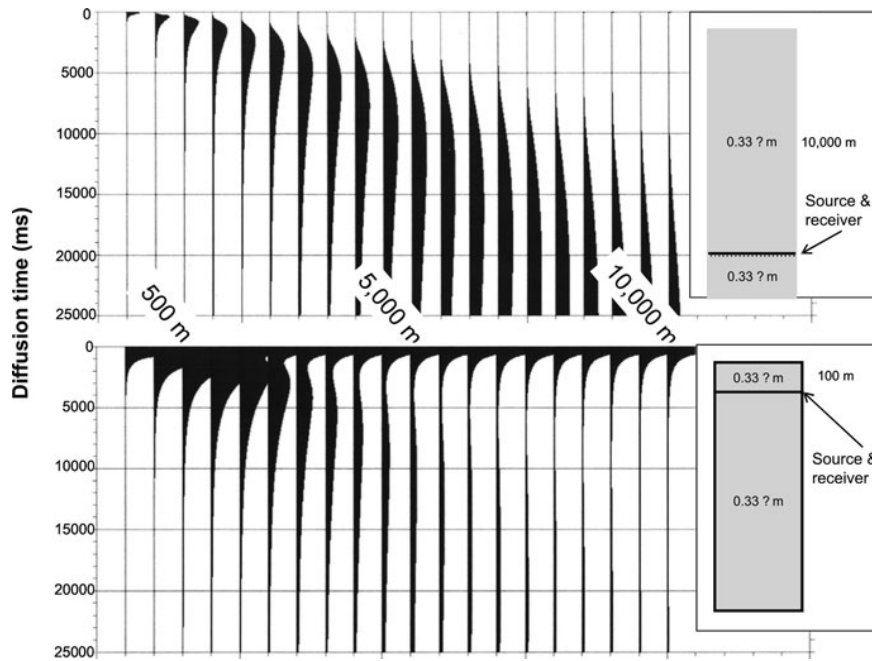 Diffusion time (ms)
0
5000
10000
15000
20000
25000
500 m
5,000 m
10,000 m
0.33 ? m
10,000 m
Source &
receiver
0.33 ? m
0
5000
10000
15000
20000
25000
0.33 ? m
100 m
Source &
receiver
0.33 ? m